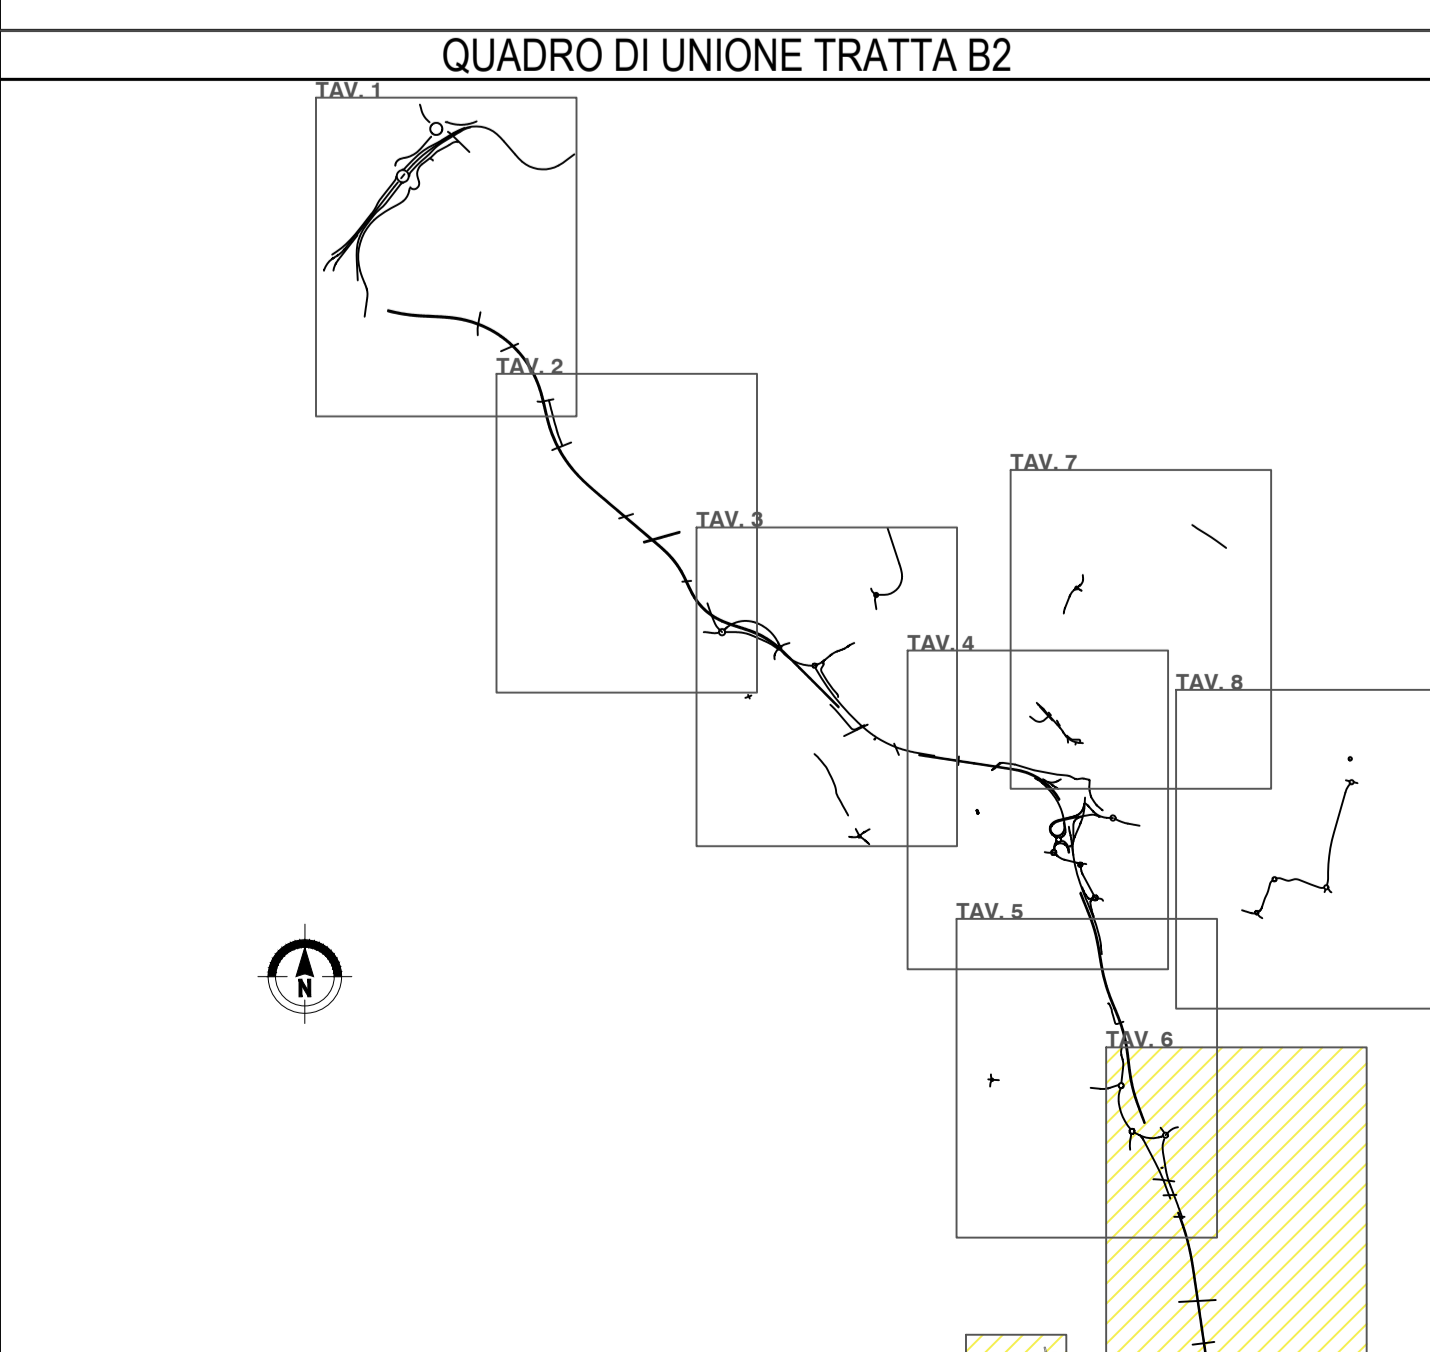 QUADRO DI UNIONE TRATTA B2
TAV. 1
TAV. 2
TAV. 7
TAV. 3
TAV. 4
TAV. 8
TAV. 5
N
TAV. 6